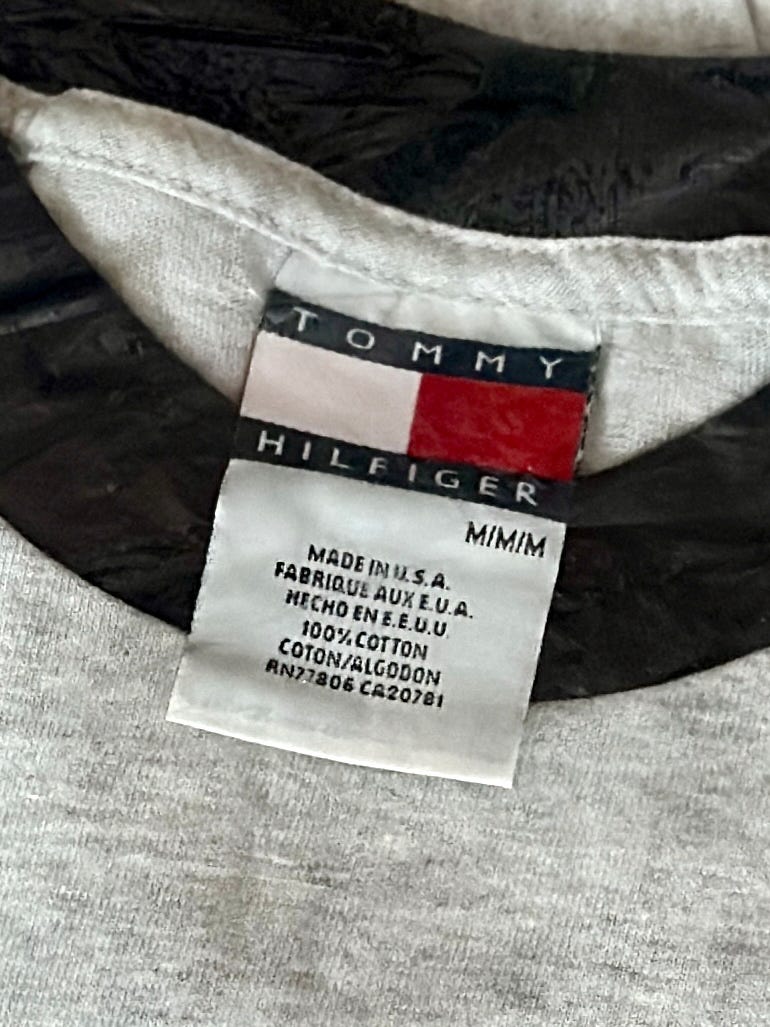 TOMMY
HILFIGER
M/M/M
MADE IN U.S.A.
FABRIQUE AUX E.U.A.
HECHO EN E.E.U.U.
100% COTTON
COTON/ALGODON
RN77806 CA20781